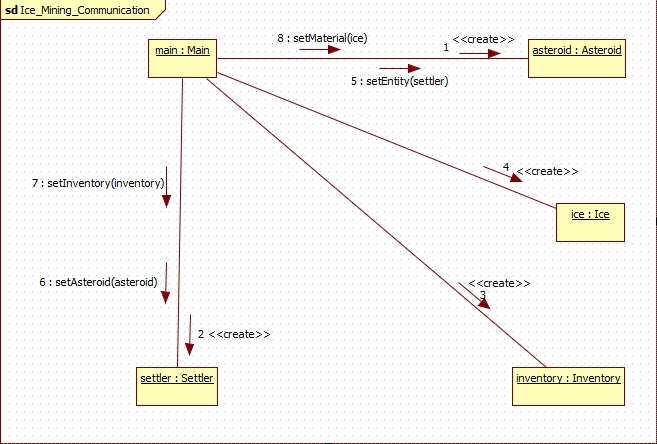 sd Ice_Mining_Communication
8 : setMaterial(ice)
<<create>>
1
main : Main
asteroid : Asteroid
5 : setEntity(settler)
4 <<create>>
7 : setInventory(inventory)
ice : Ice
6 : setAsteroid(asteroid)
<<create>>
3
2 <<create>>
settler : Settler
inventory : Inventory